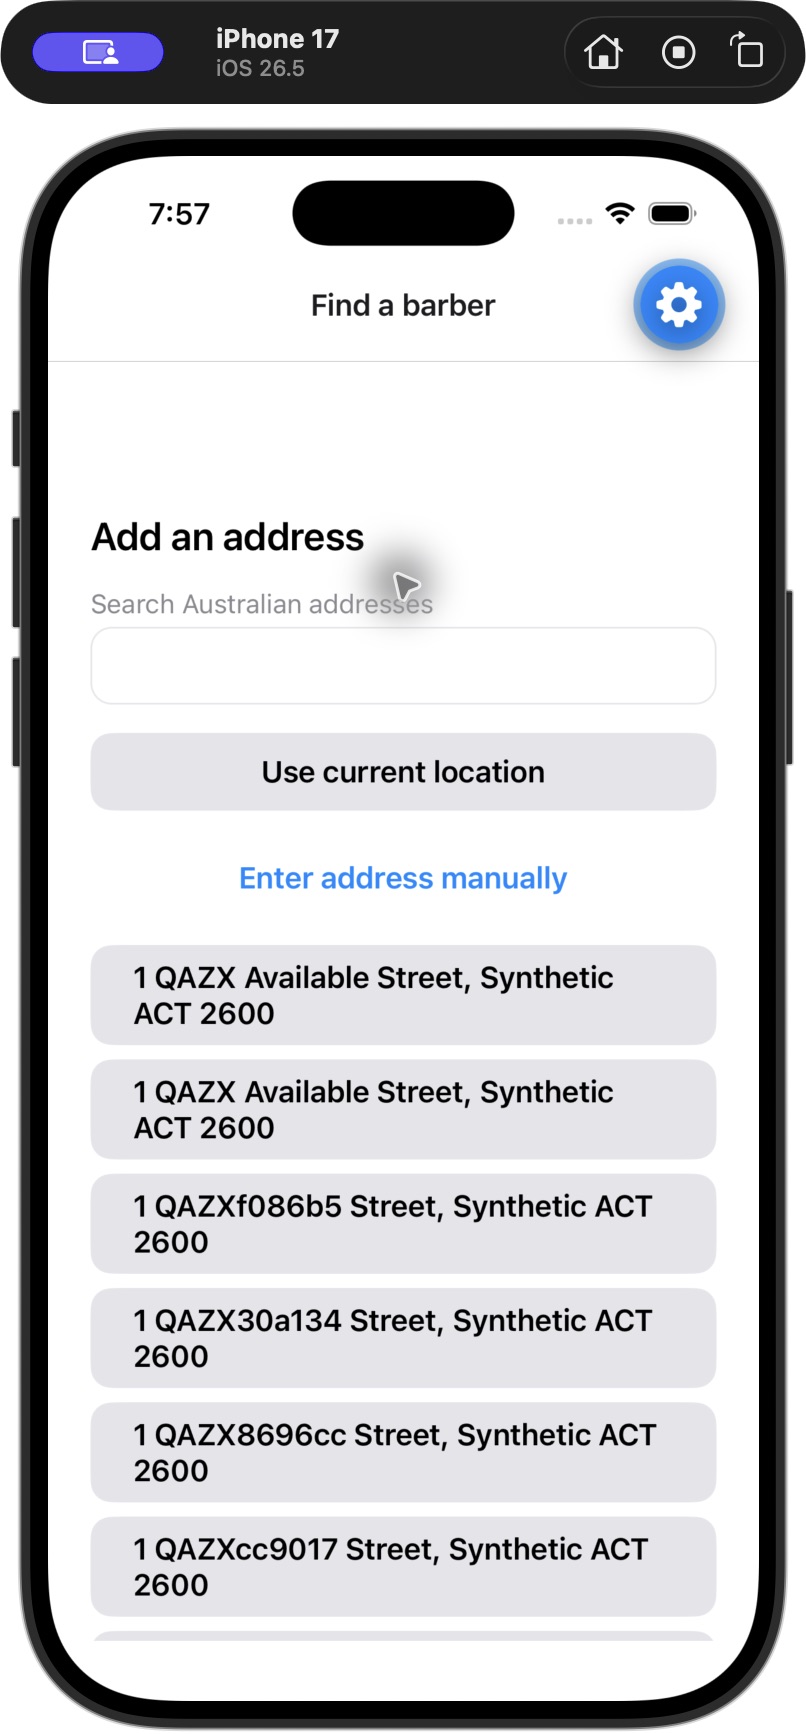 iPhone 17
iOS 26.5
7:57
Find a barber
Add an address
Search Australian addresses
Use current location
Enter address manually
1 QAZX Available Street, Synthetic
ACT 2600
1 QAZX Available Street, Synthetic
ACT 2600
1 QAZXf086b5 Street, Synthetic ACT
2600
1 QAZX30a134 Street, Synthetic ACT
2600
1 QAZX8696cc Street, Synthetic ACT
2600
1 QAZXcc9017 Street, Synthetic ACT
2600